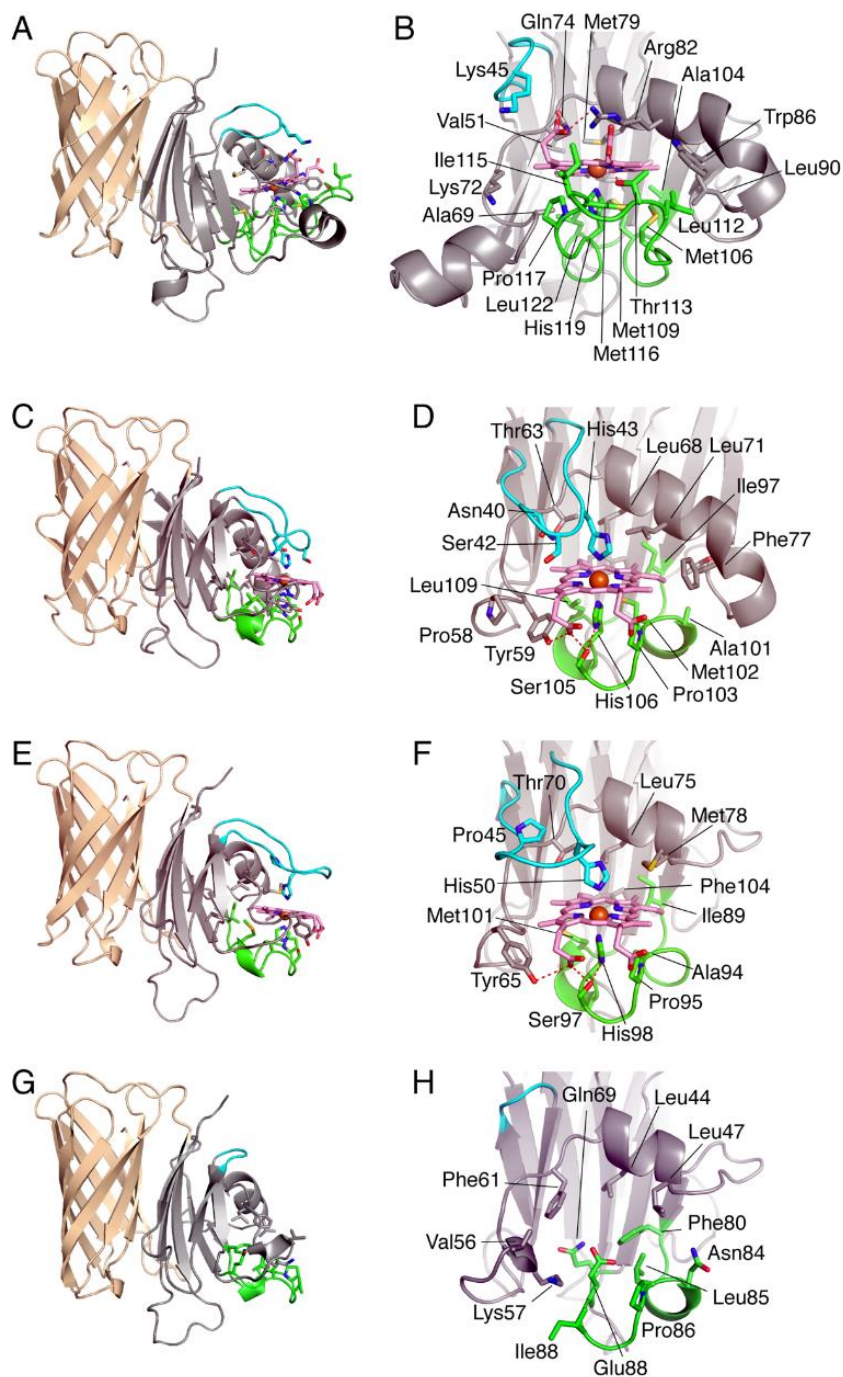 A
B
Gln74 Met79
Arg82
Lys45
Ala104
Val51
Trp86
Ile115
Leu90
Lys72
Ala69
Leu112
Met106
Pro117
Leu122
Thr113
His119
Met109
Met116
C
D
Thr63
His43
Leu68
Leu71
Ile97
Asn40
Ser42
Phe77
Leu109
Pro58
Ala101
Tyr59
Met102
Ser105
Pro103
His106
E
F
Thr70
Leu75
Pro45
Met78
His50
Phe104
Met101
Ile89
Tyr65
Ala94
Pro95
Ser97
His98
G
H
Gln69
Leu44
Leu47
Phe61
Phe80
Val56
Asn84
Leu85
Lys57
Pro86
Ile88
Glu88